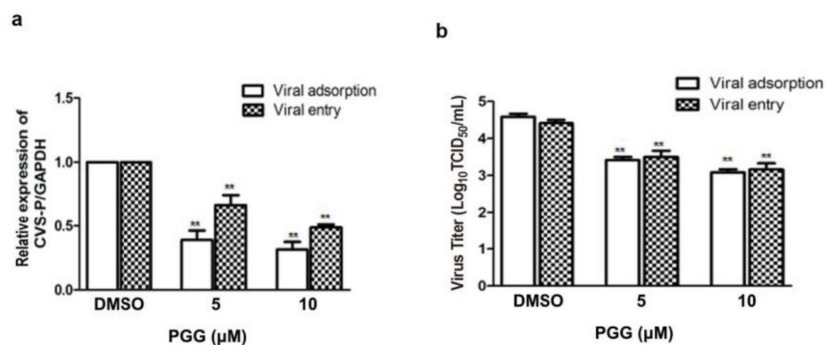 a
Viral adsorption
Viral entry
Relative expression of
CVS-P/GAPDH
1.5
1.0
0.5
0.0
**
**
**
**
DMSO
5
10
PGG (μM)
b
Viral adsorption
Viral entry
Virus Titer (Log₁₀TCID₅₀/mL)
5
4
3
2
1
0
**
**
**
**
DMSO
5
10
PGG (μM)